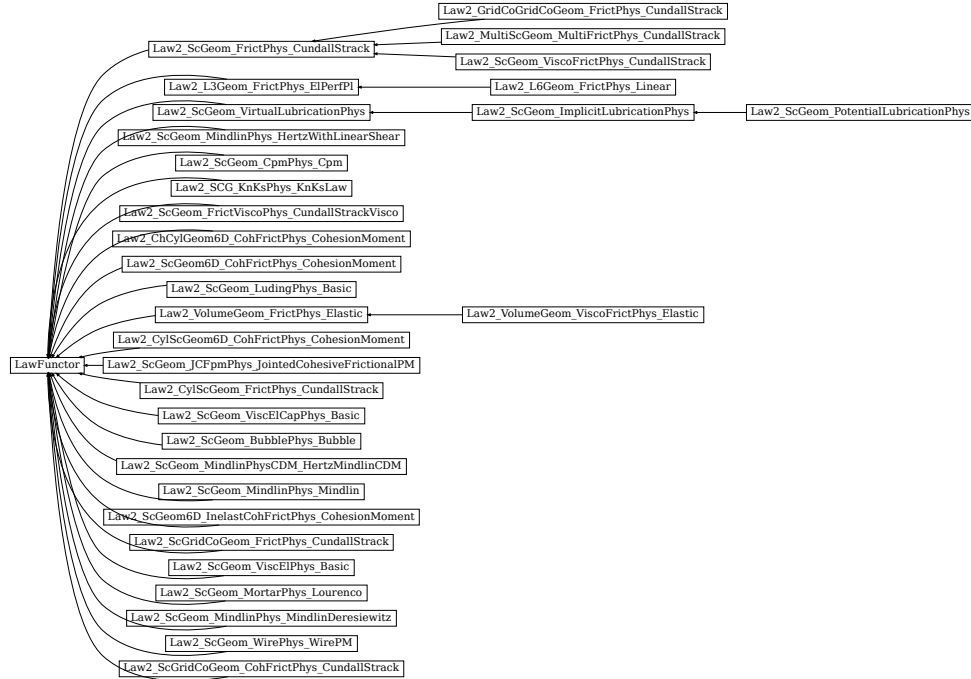 Law2_GridCoGridCoGeom_FrictPhys_CundallStrack
Law2_MultiScGeom_MultiFrictPhys_CundallStrack
Law2_ScGeom_FrictPhys_CundallStrack
Law2_ScGeom_ViscoFrictPhys_CundallStrack
Law2_L3Geom_FrictPhys_ElPerfPl
Law2_L6Geom_FrictPhys_Linear
Law2_ScGeom_VirtualLubricationPhys
Law2_ScGeom_ImplicitLubricationPhys
Law2_ScGeom_PotentialLubricationPhys
Law2_ScGeom_MindlinPhys_HertzWithLinearShear
Law2_ScGeom_CpmPhys_Cpm
Law2_SCG_KnKsPhys_KnKsLaw
Law2_ScGeom_FrictViscoPhys_CundallStrackVisco
Law2_ChCylGeom6D_CohFrictPhys_CohesionMoment
Law2_ScGeom6D_CohFrictPhys_CohesionMoment
Law2_ScGeom_LudingPhys_Basic
Law2_VolumeGeom_FrictPhys_Elastic
Law2_VolumeGeom_ViscoFrictPhys_Elastic
Law2_CylScGeom6D_CohFrictPhys_CohesionMoment
LawFunctor
Law2_ScGeom_JCFpmPhys_JointedCohesiveFrictionalPM
Law2_CylScGeom_FrictPhys_CundallStrack
Law2_ScGeom_ViscElCapPhys_Basic
Law2_ScGeom_BubblePhys_Bubble
Law2_ScGeom_MindlinPhysCDM_HertzMindlinCDM
Law2_ScGeom_MindlinPhys_Mindlin
Law2_ScGeom6D_InelastCohFrictPhys_CohesionMoment
Law2_ScGridCoGeom_FrictPhys_CundallStrack
Law2_ScGeom_ViscElPhys_Basic
Law2_ScGeom_MortarPhys_Lourenco
Law2_ScGeom_MindlinPhys_MindlinDeresiewitz
Law2_ScGeom_WirePhys_WirePM
Law2_ScGridCoGeom_CohFrictPhys_CundallStrack